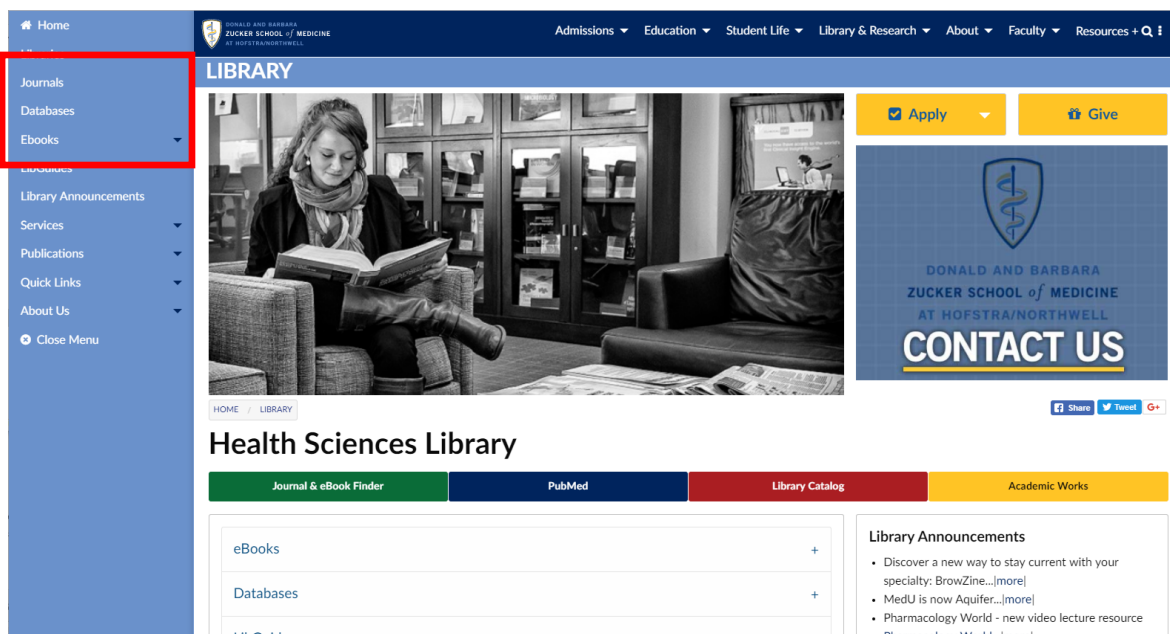 Home
Journals
Databases
Ebooks
LibGuides
Library Announcements
Services
Publications
Quick Links
About Us
Close Menu
DONALD AND BARBARA
ZUCKER SCHOOL of MEDICINE
AT HOFSTRA/NORTHWELL
Admissions Education Student Life Library & Research About Faculty Resources +
LIBRARY
Apply
Give
DONALD AND BARBARA
ZUCKER SCHOOL of MEDICINE
AT HOFSTRA/NORTHWELL
CONTACT US
HOME / LIBRARY
Share Tweet G+
Health Sciences Library
Journal & eBook Finder PubMed Library Catalog Academic Works
eBooks +
Databases +
Library Announcements
• Discover a new way to stay current with your
specialty: BrowZine...|more|
• MedU is now Aquifer...|more|
• Pharmacology World - new video lecture resource